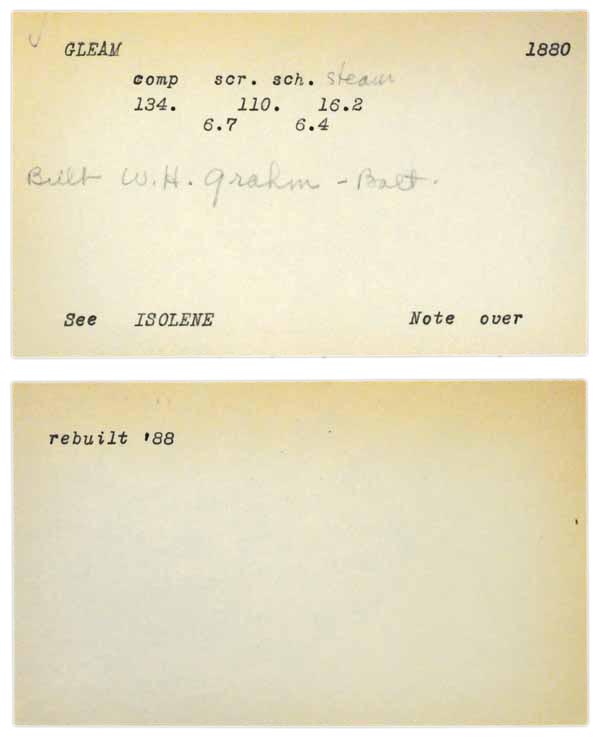 GLEAM 1880
comp scr. sch. steam
134. 110. 16.2
6.7 6.4
Built W.H. Grahm - Balt.
See ISOLENE Note over
rebuilt '88